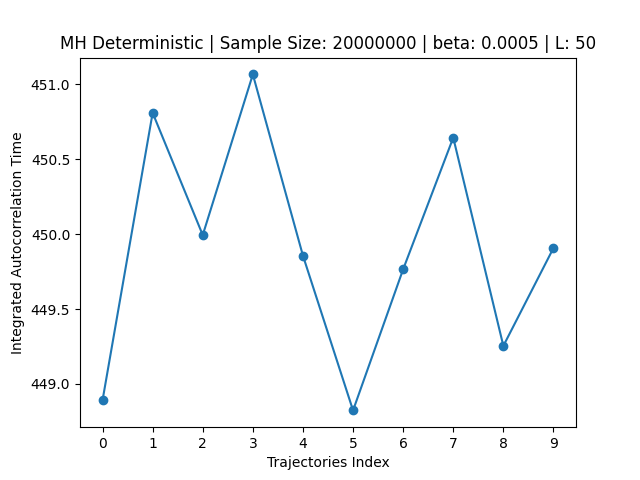 MH Deterministic | Sample Size: 20000000 | beta: 0.0005 | L: 50
Integrated Autocorrelation Time
451.0
450.5
450.0
449.5
449.0
0 1 2 3 4 5 6 7 8 9
Trajectories Index